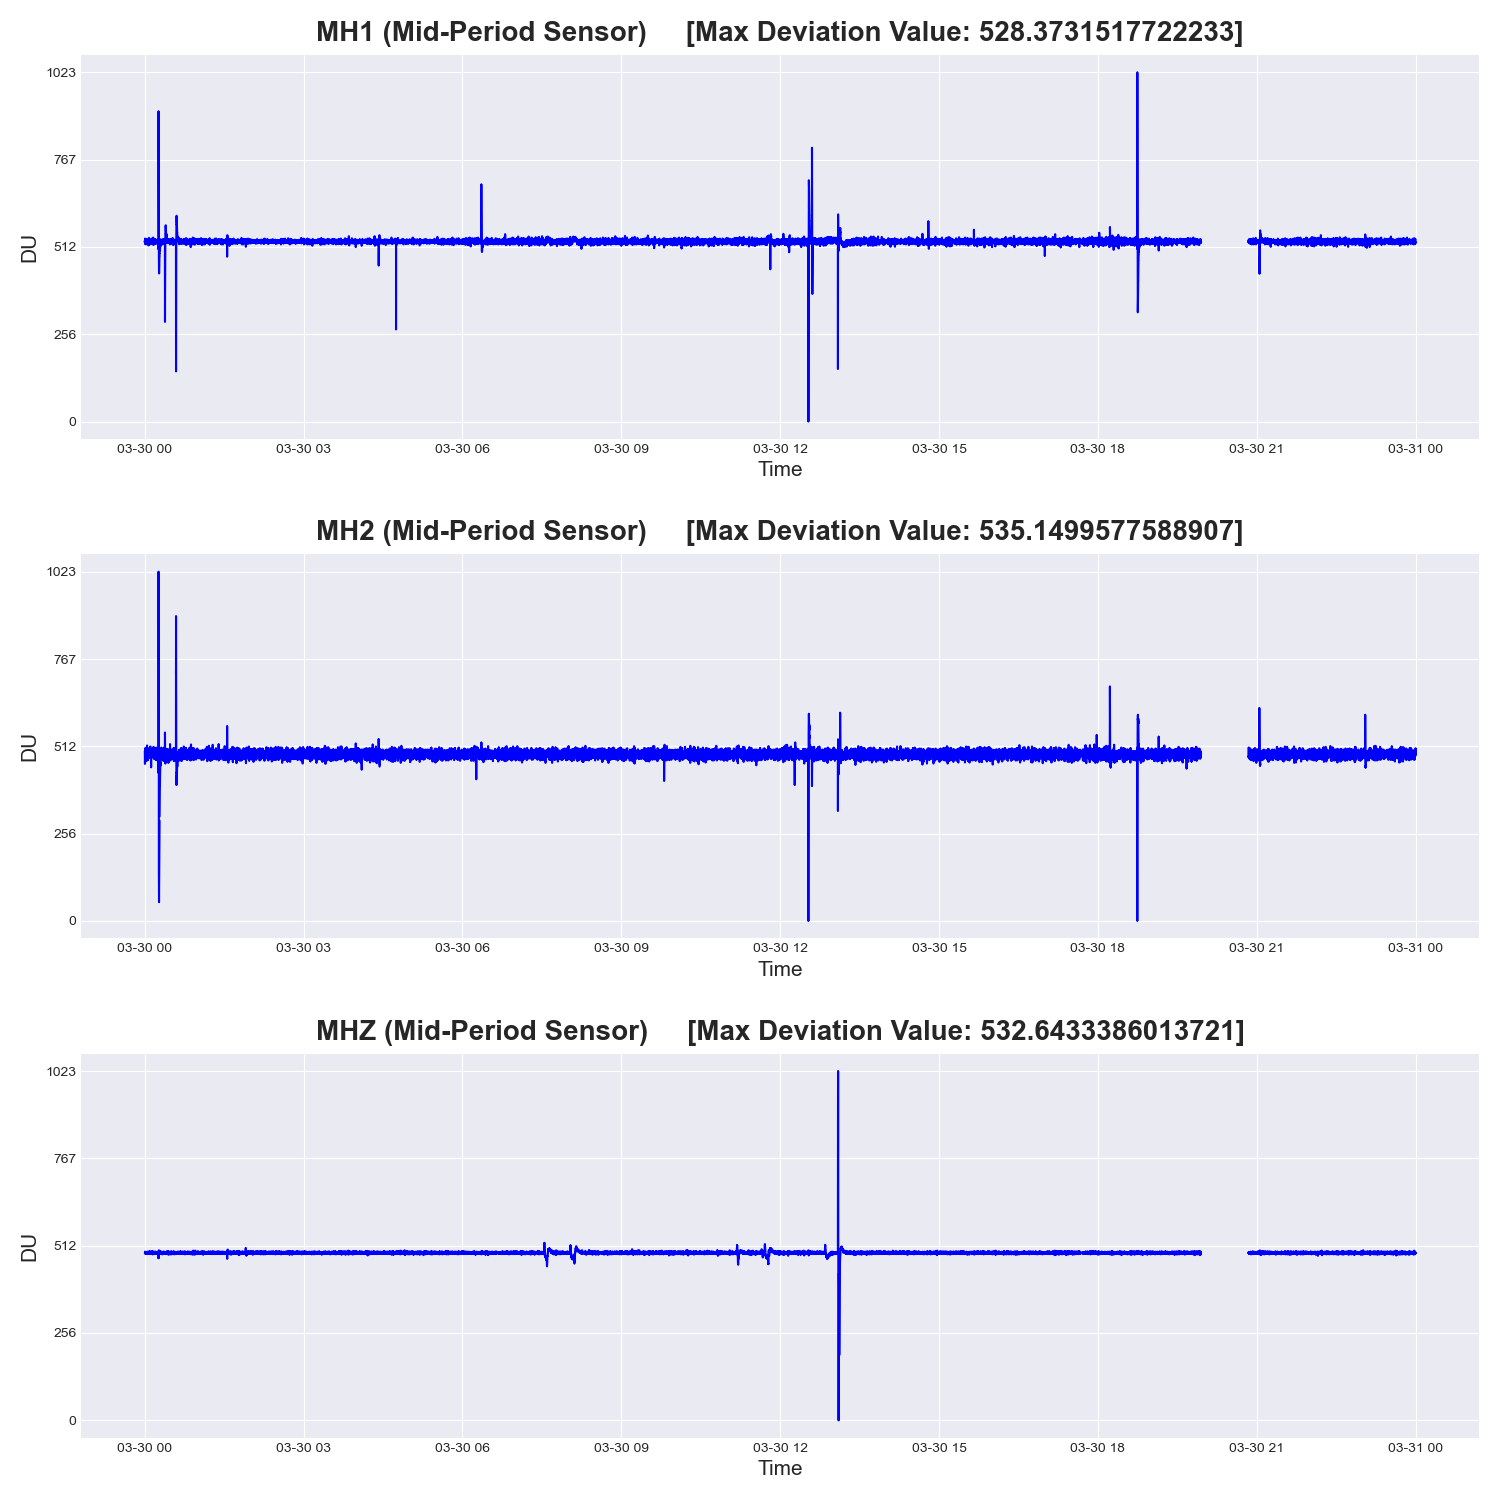 MH1 (Mid-Period Sensor) [Max Deviation Value: 528.3731517722233]
1023
767
512
256
0
DU
03-30 00 03-30 03 03-30 06 03-30 09 03-30 12 03-30 15 03-30 18 03-30 21 03-31 00
Time
MH2 (Mid-Period Sensor) [Max Deviation Value: 535.1499577588907]
1023
767
512
256
0
DU
03-30 00 03-30 03 03-30 06 03-30 09 03-30 12 03-30 15 03-30 18 03-30 21 03-31 00
Time
MHZ (Mid-Period Sensor) [Max Deviation Value: 532.6433386013721]
1023
767
512
256
0
DU
03-30 00 03-30 03 03-30 06 03-30 09 03-30 12 03-30 15 03-30 18 03-30 21 03-31 00
Time